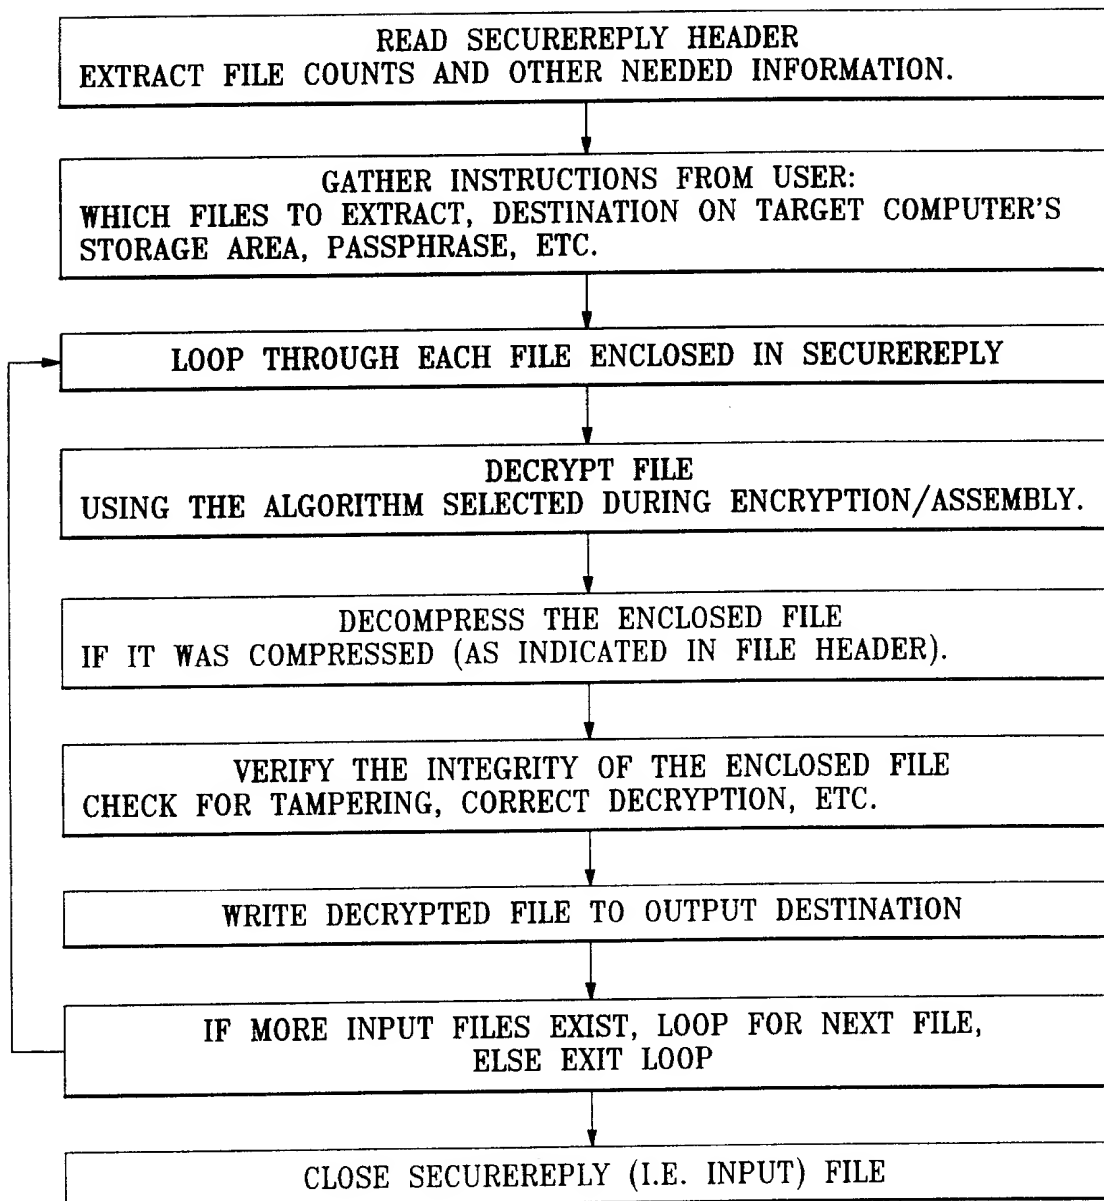 READ SECUREREPLY HEADER
EXTRACT FILE COUNTS AND OTHER NEEDED INFORMATION.
GATHER INSTRUCTIONS FROM USER:
WHICH FILES TO EXTRACT, DESTINATION ON TARGET COMPUTER'S
STORAGE AREA, PASSPHRASE, ETC.
LOOP THROUGH EACH FILE ENCLOSED IN SECUREREPLY
DECRYPT FILE
USING THE ALGORITHM SELECTED DURING ENCRYPTION/ASSEMBLY.
DECOMPRESS THE ENCLOSED FILE
IF IT WAS COMPRESSED (AS INDICATED IN FILE HEADER).
VERIFY THE INTEGRITY OF THE ENCLOSED FILE
CHECK FOR TAMPERING, CORRECT DECRYPTION, ETC.
WRITE DECRYPTED FILE TO OUTPUT DESTINATION
IF MORE INPUT FILES EXIST, LOOP FOR NEXT FILE,
ELSE EXIT LOOP
CLOSE SECUREREPLY (I.E. INPUT) FILE